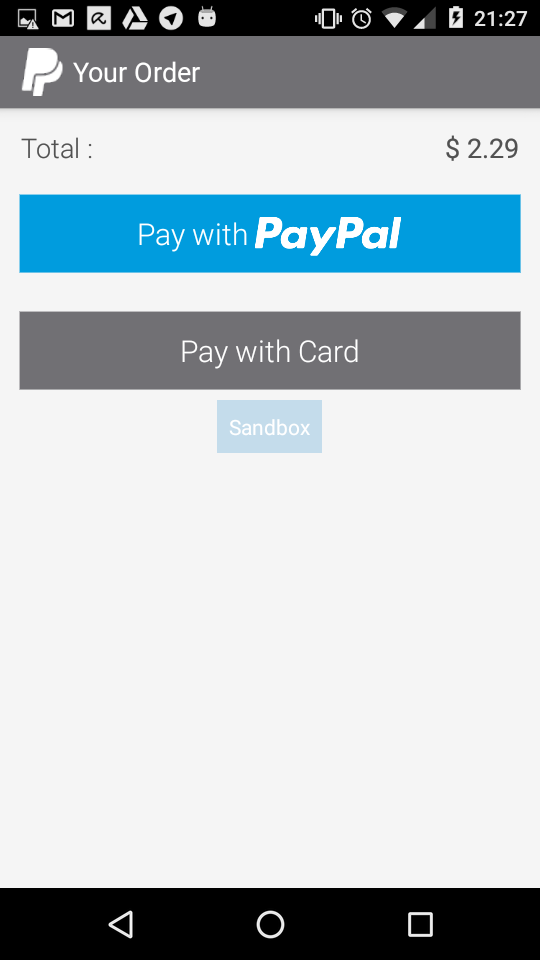 21:27
Your Order
Total : $ 2.29
Pay with PayPal
Pay with Card
Sandbox